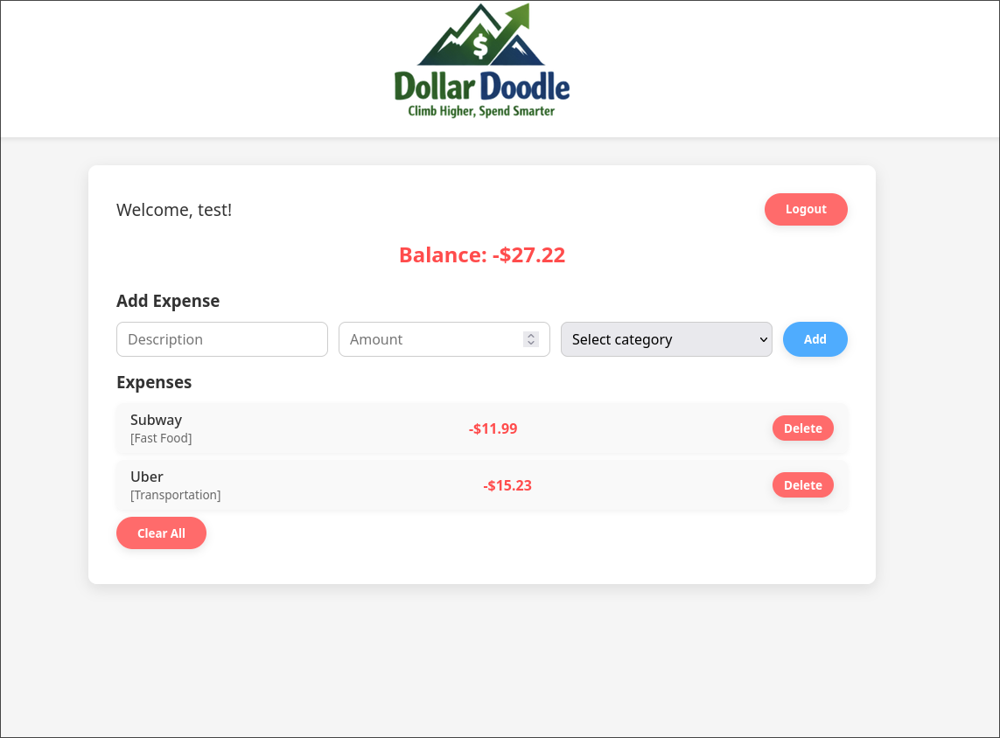 $
Dollar Doodle
Climb Higher, Spend Smarter
Welcome, test!
Logout
Balance: -$27.22
Add Expense
Description
Amount
Select category
Add
Expenses
Subway
[Fast Food]
-$11.99
Delete
Uber
[Transportation]
-$15.23
Delete
Clear All